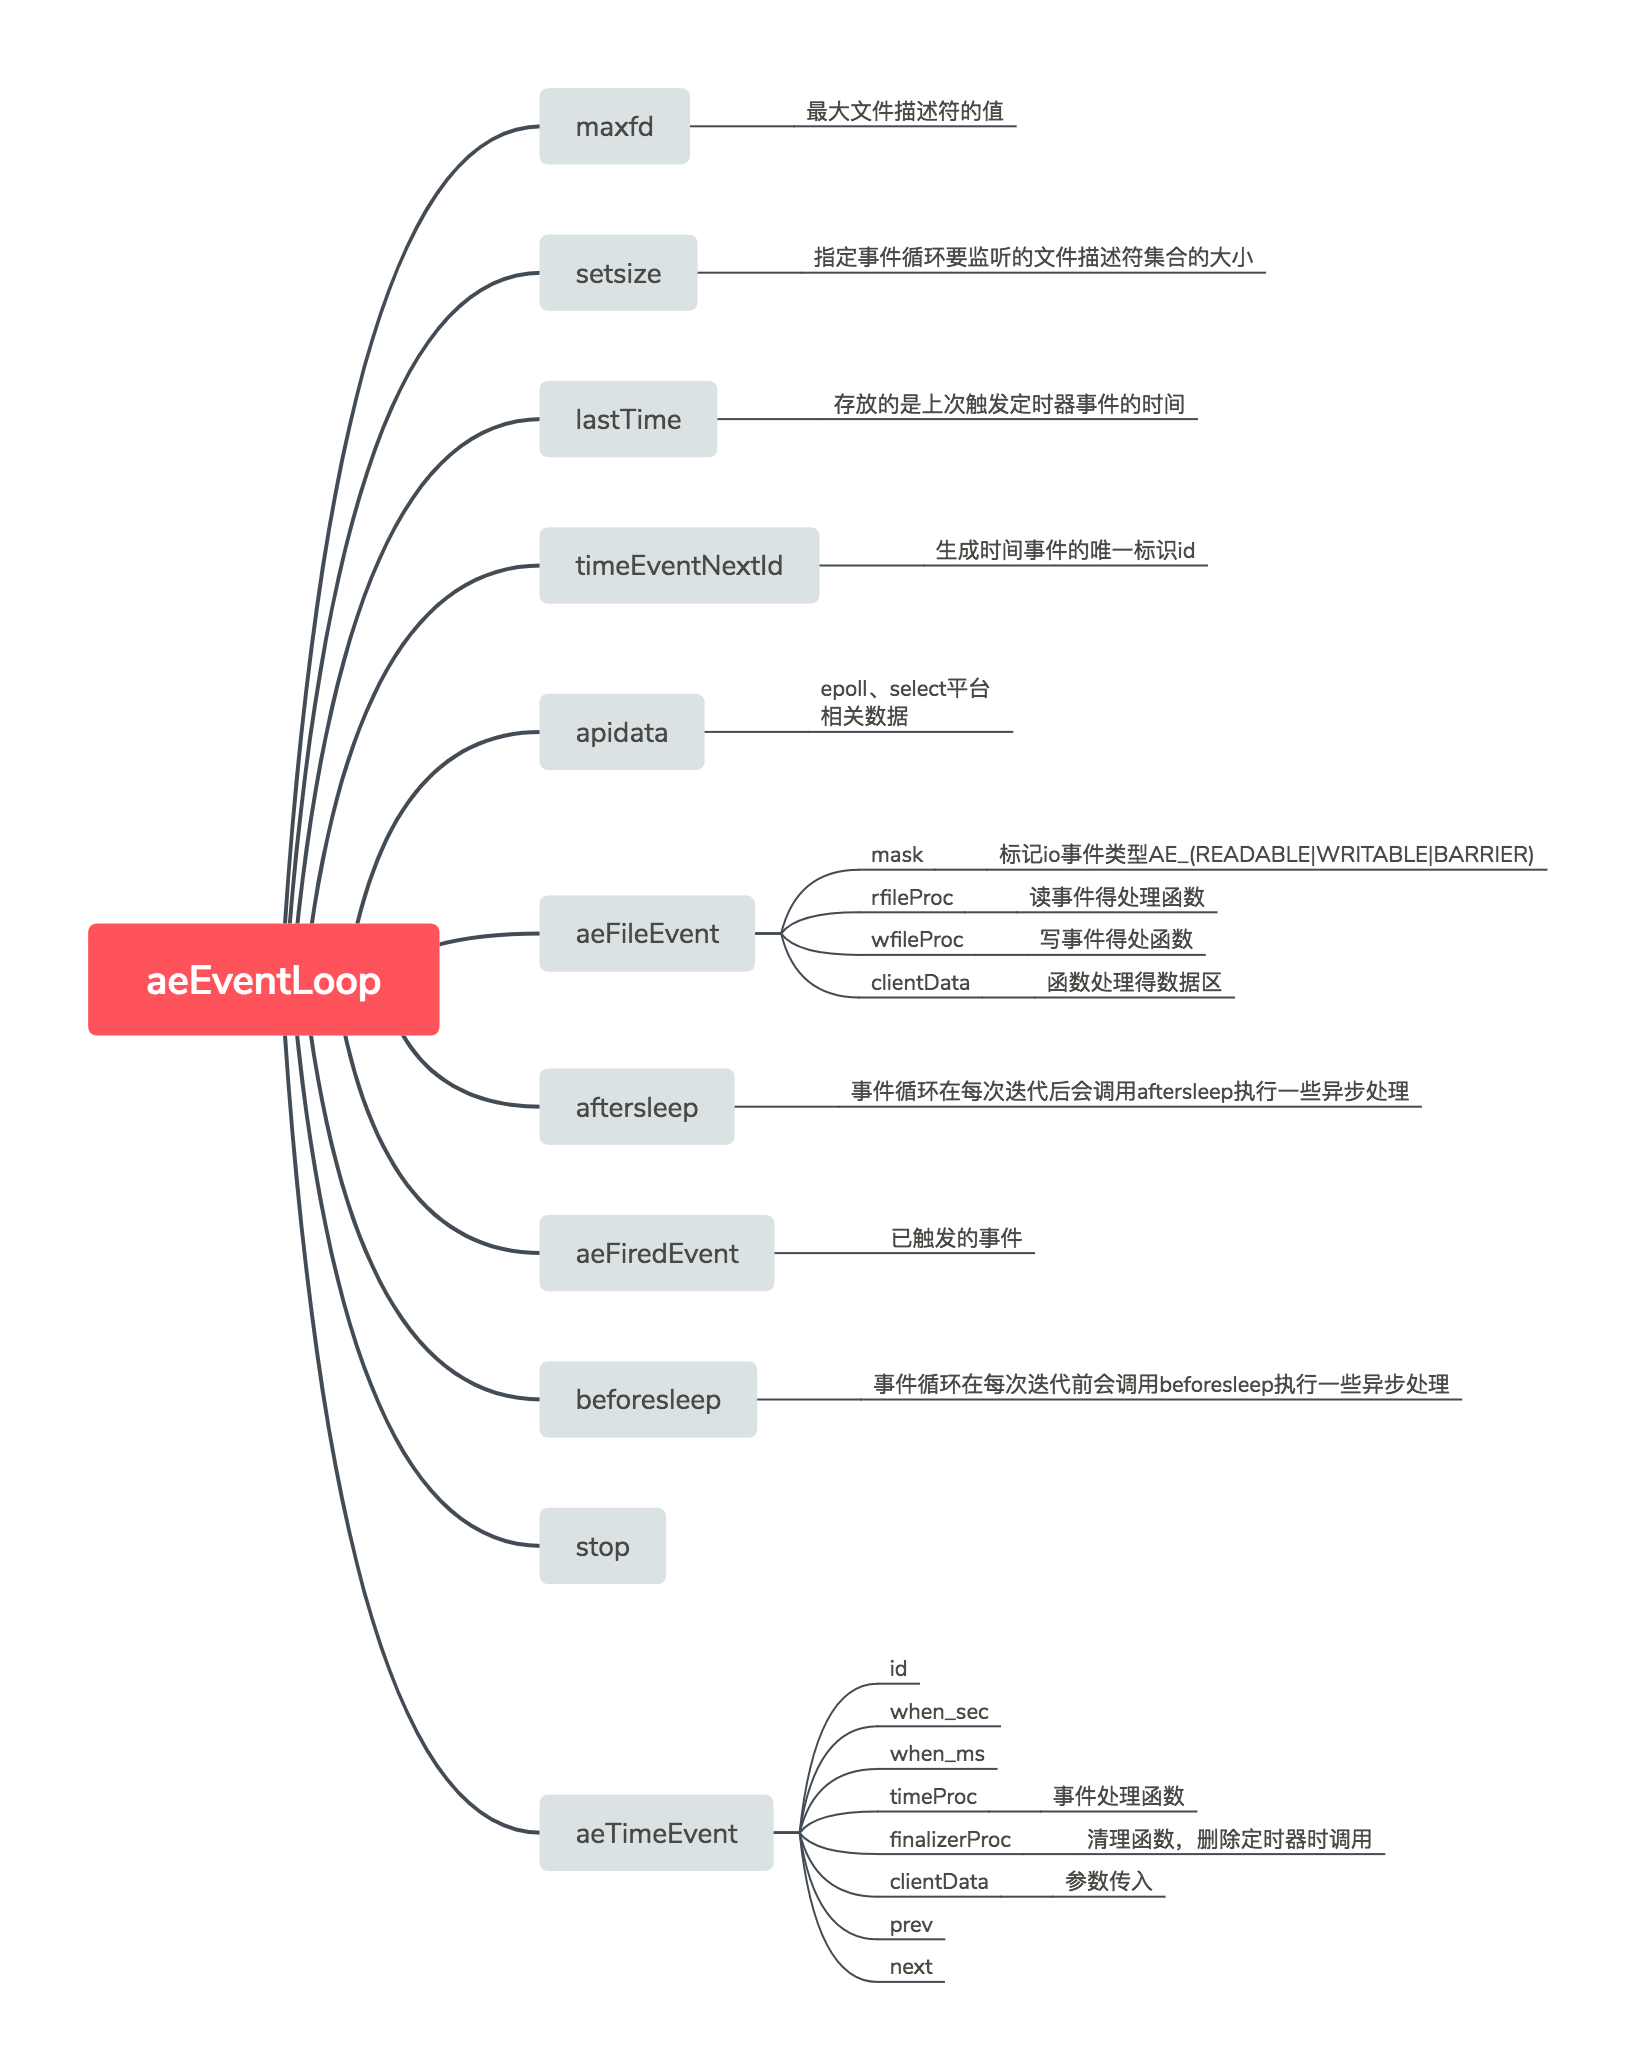 maxfd
最大文件描述符的值
setsize
指定事件循环要监听的文件描述符集合的大小
lastTime
存放的是上次触发定时器事件的时间
timeEventNextId
生成时间事件的唯一标识id
apidata
epoll、select平台
相关数据
aeEventLoop
aeFileEvent
mask
标记io事件类型AE_(READABLE|WRITABLE|BARRIER)
rfileProc
读事件得处理函数
wfileProc
写事件得处函数
clientData
函数处理得数据区
aftersleep
事件循环在每次迭代后会调用aftersleep执行一些异步处理
aeFiredEvent
已触发的事件
beforesleep
事件循环在每次迭代前会调用beforesleep执行一些异步处理
stop
aeTimeEvent
id
when_sec
when_ms
timeProc
事件处理函数
finalizerProc
清理函数，删除定时器时调用
clientData
参数传入
prev
next